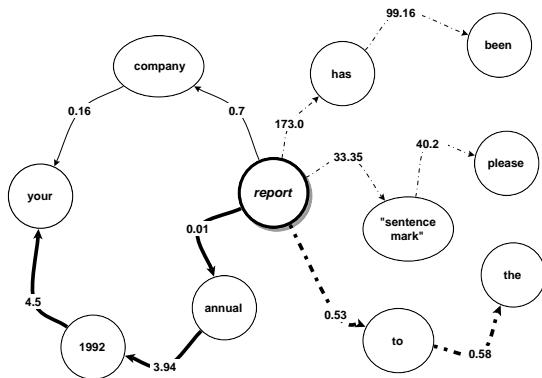 99.16
been
has
company
0.16
0.7
173.0
40.2
33.35
please
your
report
"sentence
mark"
0.01
the
4.5
annual
0.53
1992
3.94
to
0.58